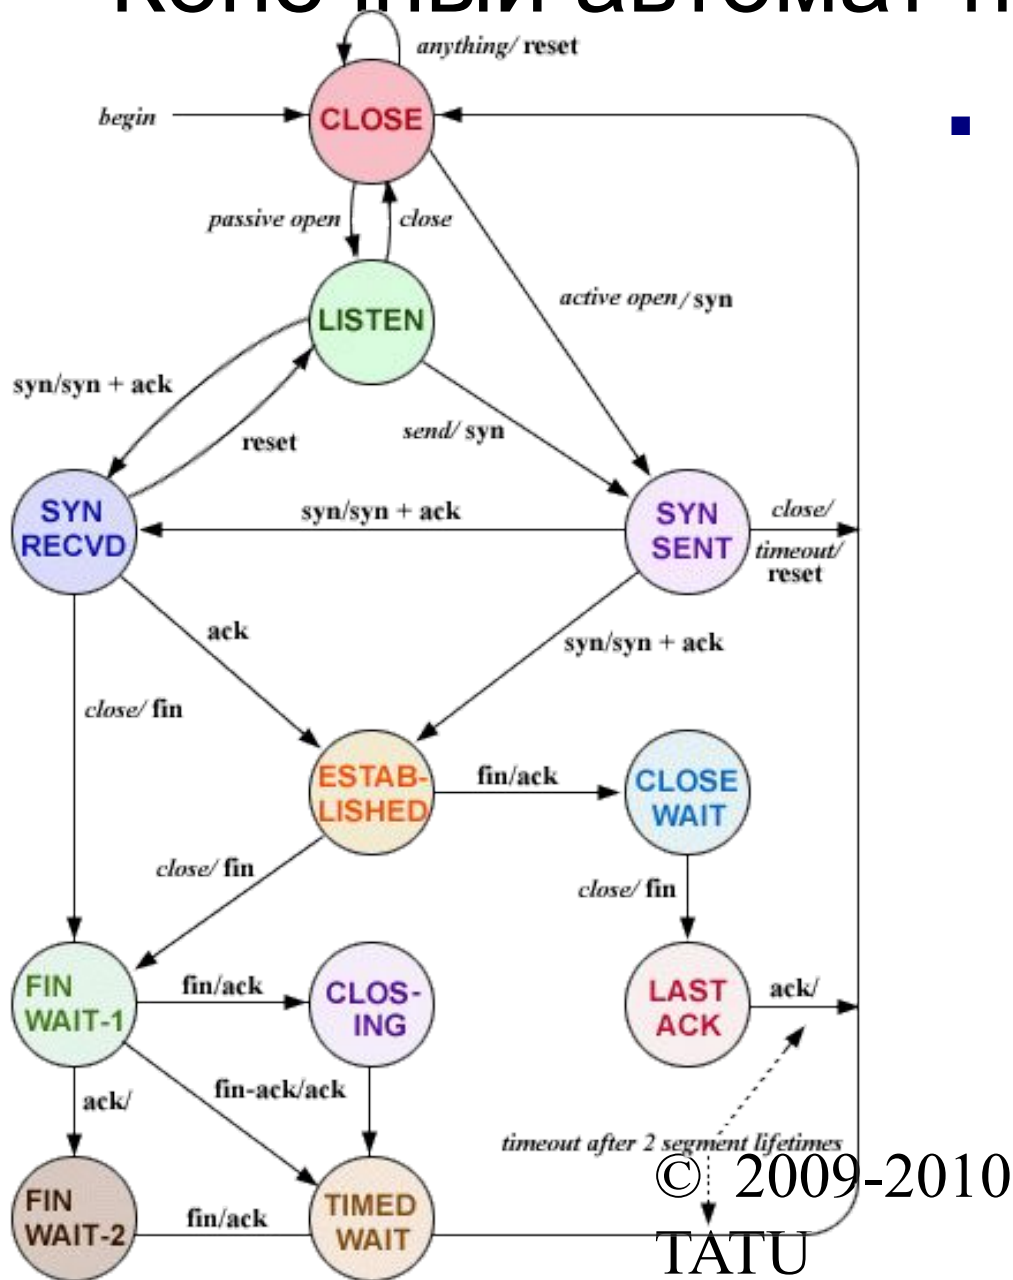 Конечный автомат
anything/ reset
begin
CLOSE
passive open
close
active open/ syn
LISTEN
syn/syn + ack
reset
send/ syn
SYN
RECVD
syn/syn + ack
SYN
SENT
close/
timeout/
reset
ack
syn/syn + ack
close/ fin
ESTAB-
LISHED
fin/ack
CLOSE
WAIT
close/ fin
close/ fin
FIN
WAIT-1
fin/ack
CLOS-
ING
LAST
ACK
ack/
ack/
fin-ack/ack
timeout after 2 segment lifetimes
© 2009-2010
FIN
WAIT-2
fin/ack
TIMED
WAIT
TATU